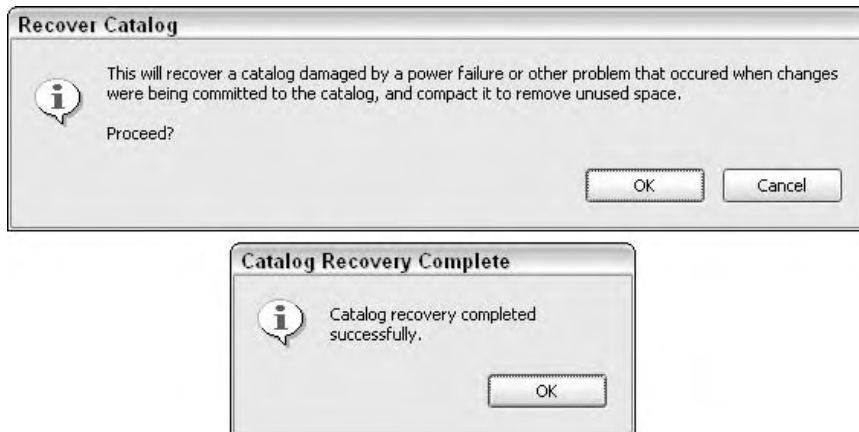 Recover Catalog
This will recover a catalog damaged by a power failure or other problem that occured when changes
were being committed to the catalog, and compact it to remove unused space.
Proceed?
OK
Cancel
Catalog Recovery Complete
Catalog recovery completed
successfully.
OK